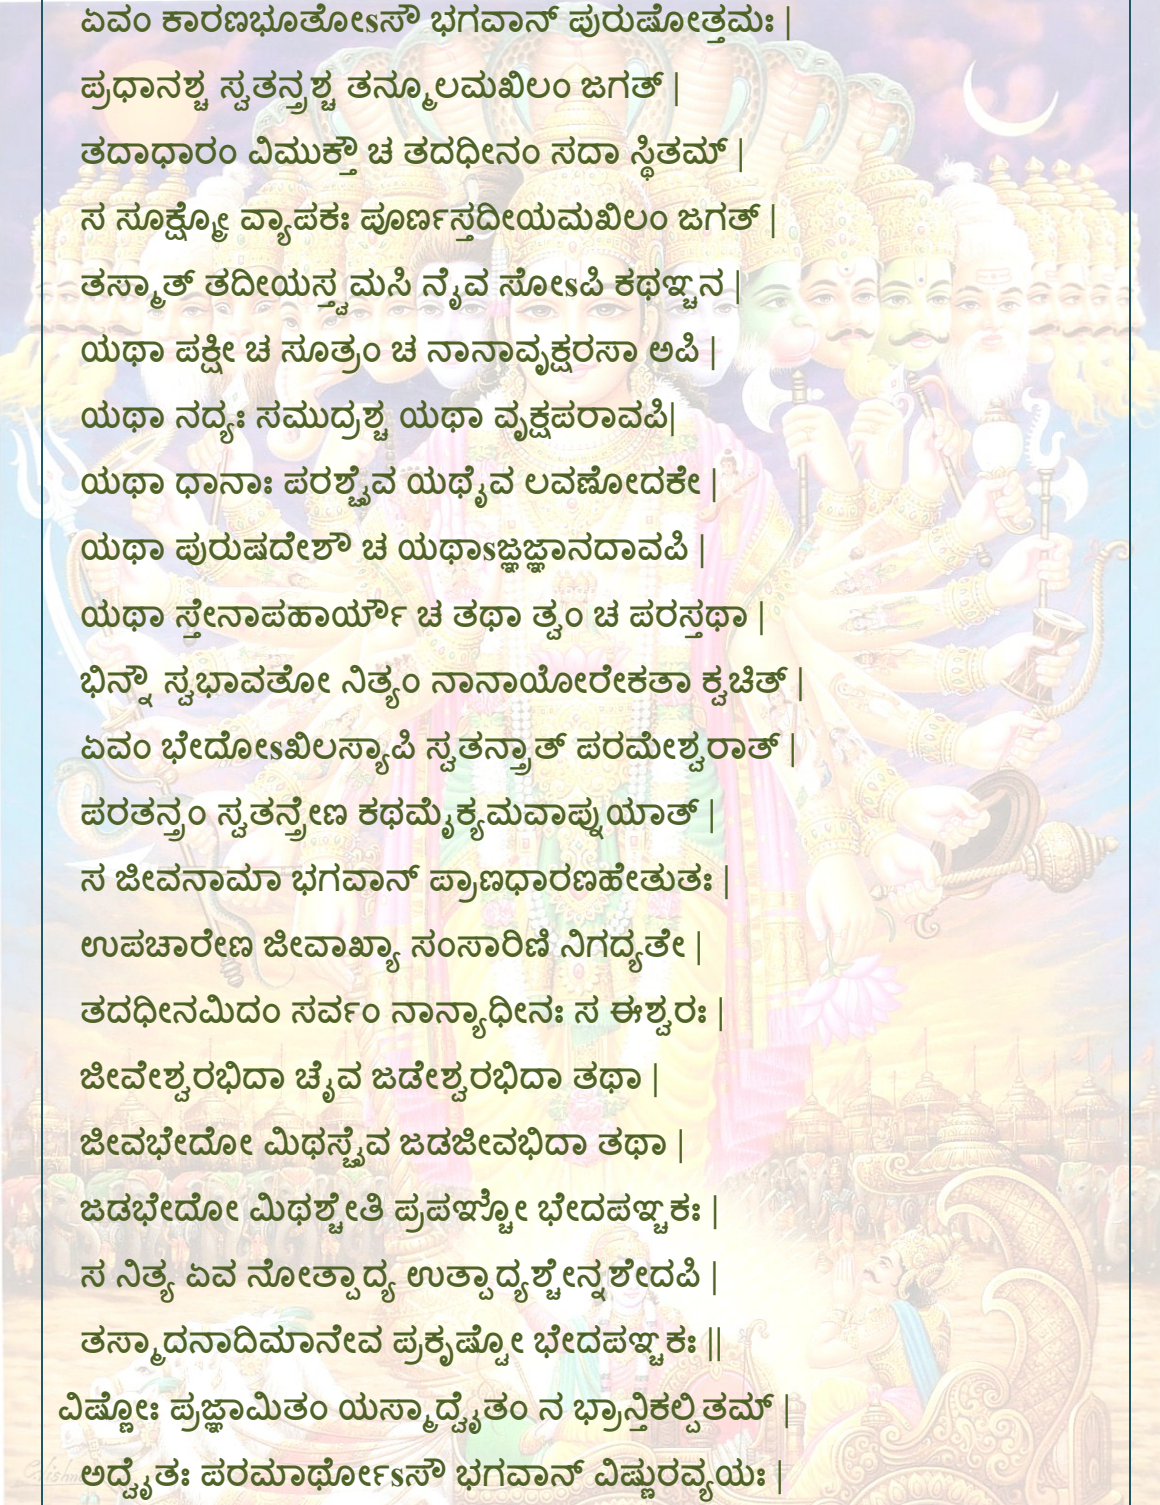 ಏವಂ ಕಾರಣಭೂತೋsಸೌ ಭಗವಾನ್ ಪುರುಷೋತ್ತಮಃ |
ಪ್ರಧಾನಶ್ಚ ಸ್ವತನ್ತ್ರಶ್ಚ ತನ್ಮೂಲಮಖಿಲಂ ಜಗತ್ |
ತದಾಧಾರಂ ವಿಮುಕ್ತೌ ಚ ತದಧೀನಂ ಸದಾ ಸ್ಥಿತಮ್ |
ಸ ಸೂಕ್ಷ್ಮೋ ವ್ಯಾಪಕಃ ಪೂರ್ಣಸ್ತದೀಯಮಖಿಲಂ ಜಗತ್ |
ತಸ್ಮಾತ್ ತದೀಯಸ್ತ್ವಮಸಿ ನೈವ ಸೋsಪಿ ಕಥಞ್ಚನ |
ಯಥಾ ಪಕ್ಷೀ ಚ ಸೂತ್ರಂ ಚ ನಾನಾವೃಕ್ಷರಸಾ ಅಪಿ |
ಯಥಾ ನದ್ಯಃ ಸಮುದ್ರಶ್ಚ ಯಥಾ ವೃಕ್ಷಪರಾವಪಿ|
ಯಥಾ ಧಾನಾಃ ಪರಶ್ಚೈವ ಯಥೈವ ಲವಣೋದಕೇ |
ಯಥಾ ಪುರುಷದೇಶೌ ಚ ಯಥಾsಜ್ಞಜ್ಞಾನದಾವಪಿ |
ಯಥಾ ಸ್ತೇನಾಪಹಾರ್ಯೌ ಚ ತಥಾ ತ್ವಂ ಚ ಪರಸ್ತಥಾ |
ಭಿನ್ನೌ ಸ್ವಭಾವತೋ ನಿತ್ಯಂ ನಾನಾಯೋರೇಕತಾ ಕ್ವಚಿತ್ |
ಏವಂ ಭೇದೋsಖಿಲಸ್ಯಾಪಿ ಸ್ವತನ್ತ್ರಾತ್ ಪರಮೇಶ್ವರಾತ್ |
ಪರತನ್ತ್ರಂ ಸ್ವತನ್ತ್ರೇಣ ಕಥಮೈಕ್ಯಮವಾಪ್ನುಯಾತ್ |
ಸ ಜೀವನಾಮಾ ಭಗವಾನ್ ಪ್ರಾಣಧಾರಣಹೇತುತಃ |
ಉಪಚಾರೇಣ ಜೀವಾಖ್ಯಾ ಸಂಸಾರಿಣಿ ನಿಗದ್ಯತೇ |
ತದಧೀನಮಿದಂ ಸರ್ವಂ ನಾನ್ಯಾಧೀನಃ ಸ ಈಶ್ವರಃ |
ಜೀವೇಶ್ವರಭಿದಾ ಚೈವ ಜಡೇಶ್ವರಭಿದಾ ತಥಾ |
ಜೀವಭೇದೋ ಮಿಥಸ್ಚೈವ ಜಡಜೀವಭಿದಾ ತಥಾ |
ಜಡಭೇದೋ ಮಿಥಶ್ಚೇತಿ ಪ್ರಪಞ್ಚೋ ಭೇದಪಞ್ಚಕಃ |
ಸ ನಿತ್ಯ ಏವ ನೋತ್ಪಾದ್ಯ ಉತ್ಪಾದ್ಯಶ್ಚೇನ್ನಶೇದಪಿ |
ತಸ್ಮಾದನಾದಿಮಾನೇವ ಪ್ರಕೃಷ್ಟೋ ಭೇದಪಞ್ಚಕಃ ||
ವಿಷ್ಣೋಃ ಪ್ರಜ್ಞಾಮಿತಂ ಯಸ್ಮಾದ್ದ್ವೈತಂ ನ ಭ್ರಾನ್ತಿಕಲ್ಪಿತಮ್ |
ಅದ್ವೈತಃ ಪರಮಾರ್ಥೋsಸೌ ಭಗವಾನ್ ವಿಷ್ಣುರವ್ಯಯಃ |